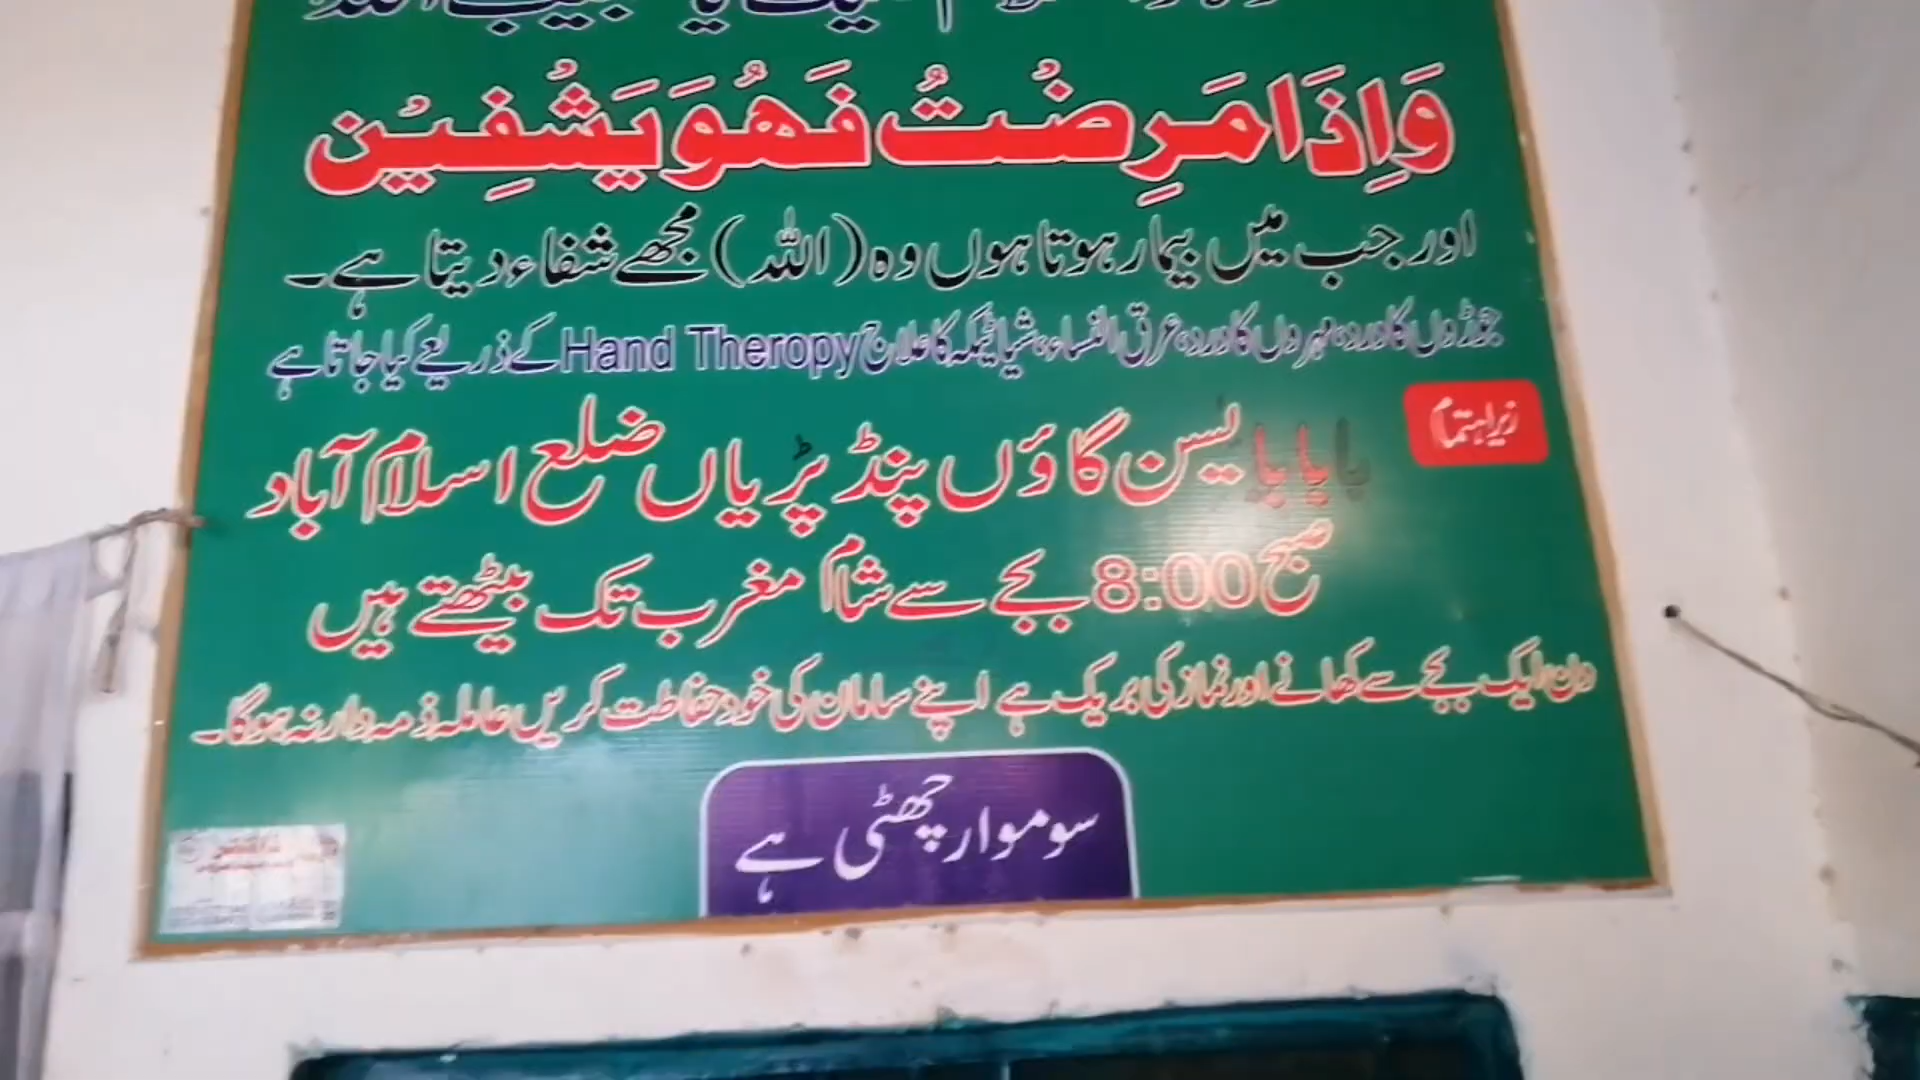 وَاِذَا مَرِضْتُ فَهُوَ يَشْفِيْن
اور جب میں بیمار ہوتا ہوں وہ (اللہ) مجھے شفاء دیتا ہے۔
جوڑوں کا درد، مہروں کا درد، عرق النساء، شیاٹیکہ کا علاج Hand Theropy کے ذریعے کیا جاتا ہے
زیراہتمام
بابا یسین گاؤں پنڈ پڑیاں ضلع اسلام آباد
صبح 8:00 بجے سے شام مغرب تک بیٹھتے ہیں
دن ایک بجے سے کھانے اور نماز کی بریک ہے اپنے سامان کی خود حفاظت کریں عاملہ ذمہ دار نہ ہوگا۔
سوموار چھٹی ہے